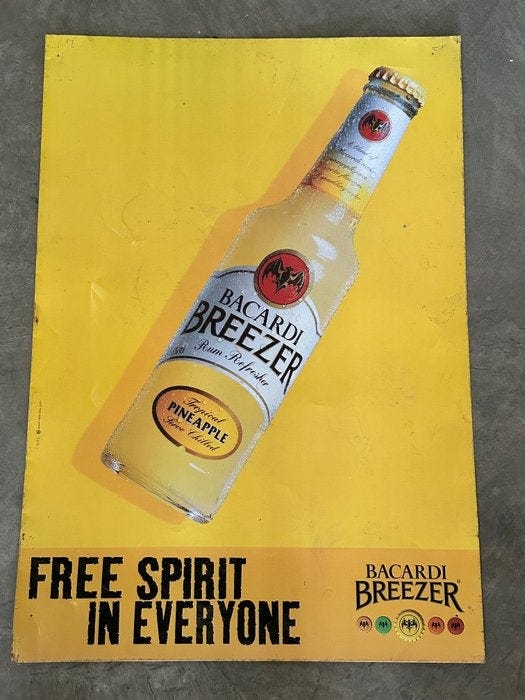 BACARDI
BREEZER
Rum Refresher
Tropical
PINEAPPLE
Serve Chilled
FREE SPIRIT
IN EVERYONE
BACARDI
BREEZER